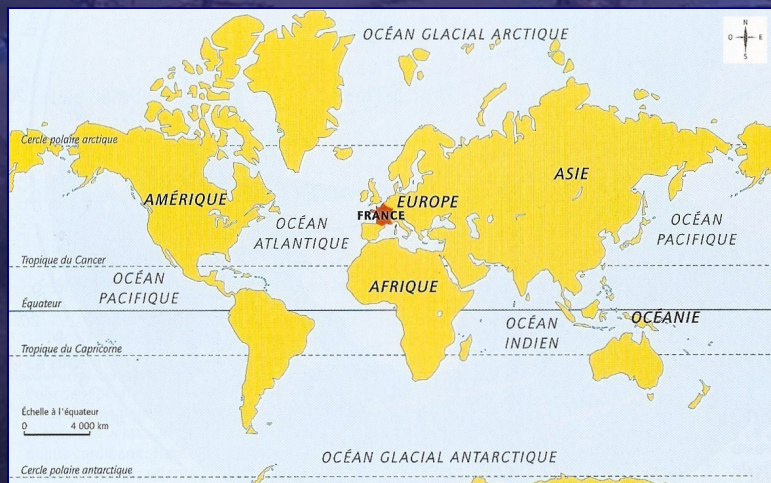 OCÉAN GLACIAL ARCTIQUE
N
O E
S
Cercle polaire arctique
AMÉRIQUE
EUROPE
ASIE
FRANCE
OCÉAN
ATLANTIQUE
OCÉAN
PACIFIQUE
Tropique du Cancer
OCÉAN
PACIFIQUE
AFRIQUE
Équateur
OCÉAN
INDIEN
OCÉANIE
Tropique du Capricorne
Échelle à l'équateur
0 4 000 km
OCÉAN GLACIAL ANTARCTIQUE
Cercle polaire antarctique